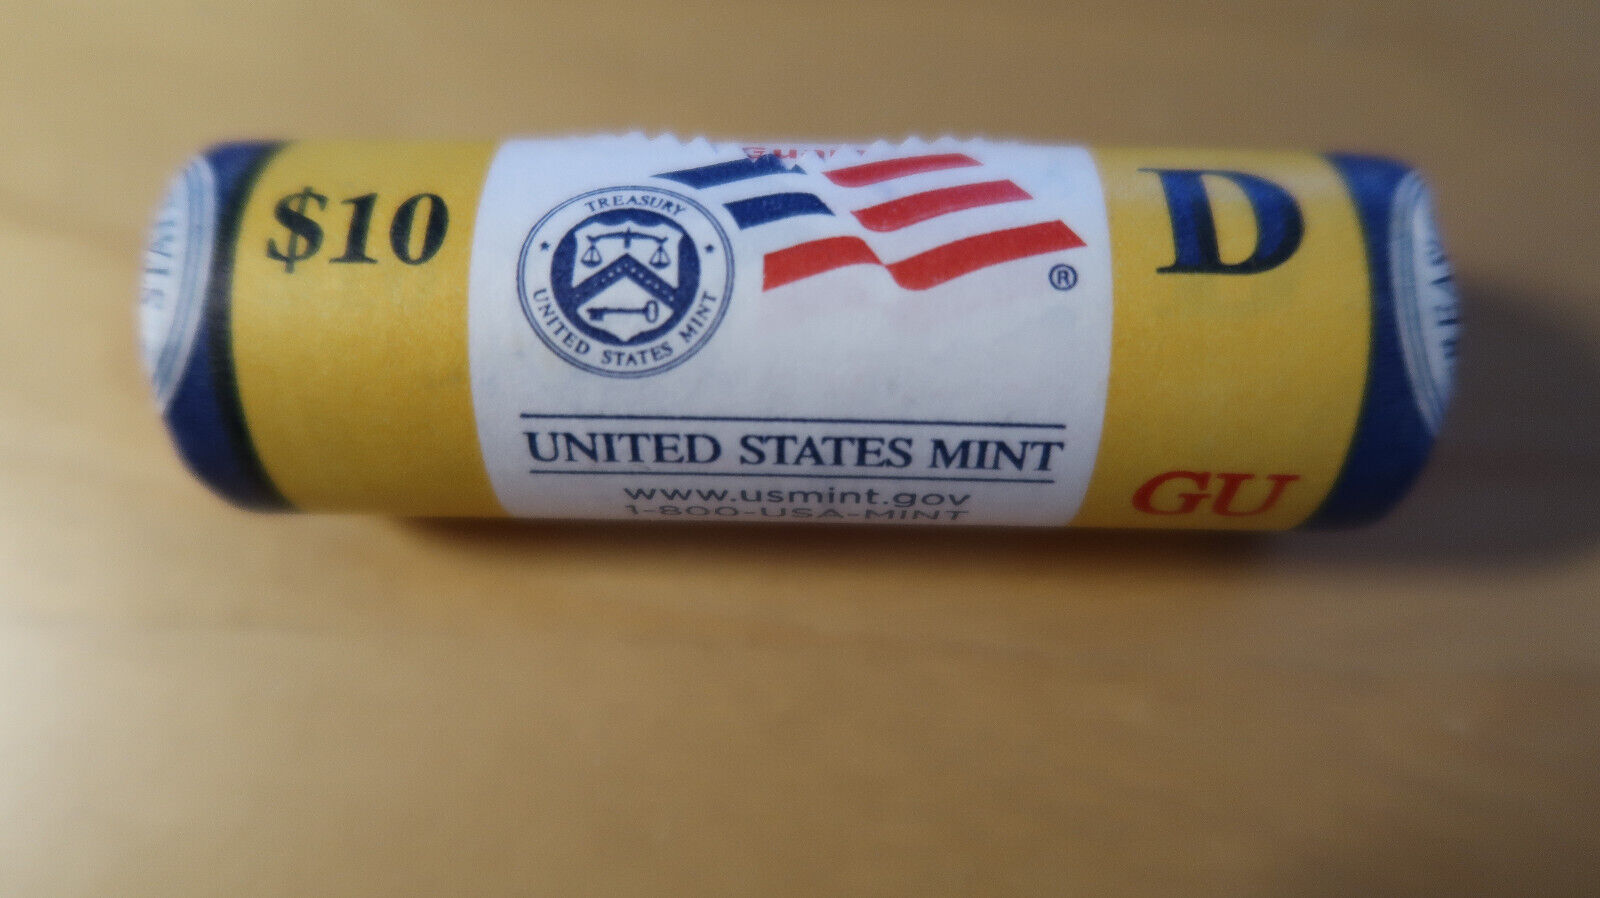 $10
TREASURY
UNITED STATES MINT
®
D
UNITED STATES MINT
www.usmint.gov
1-800-USA-MINT
GU